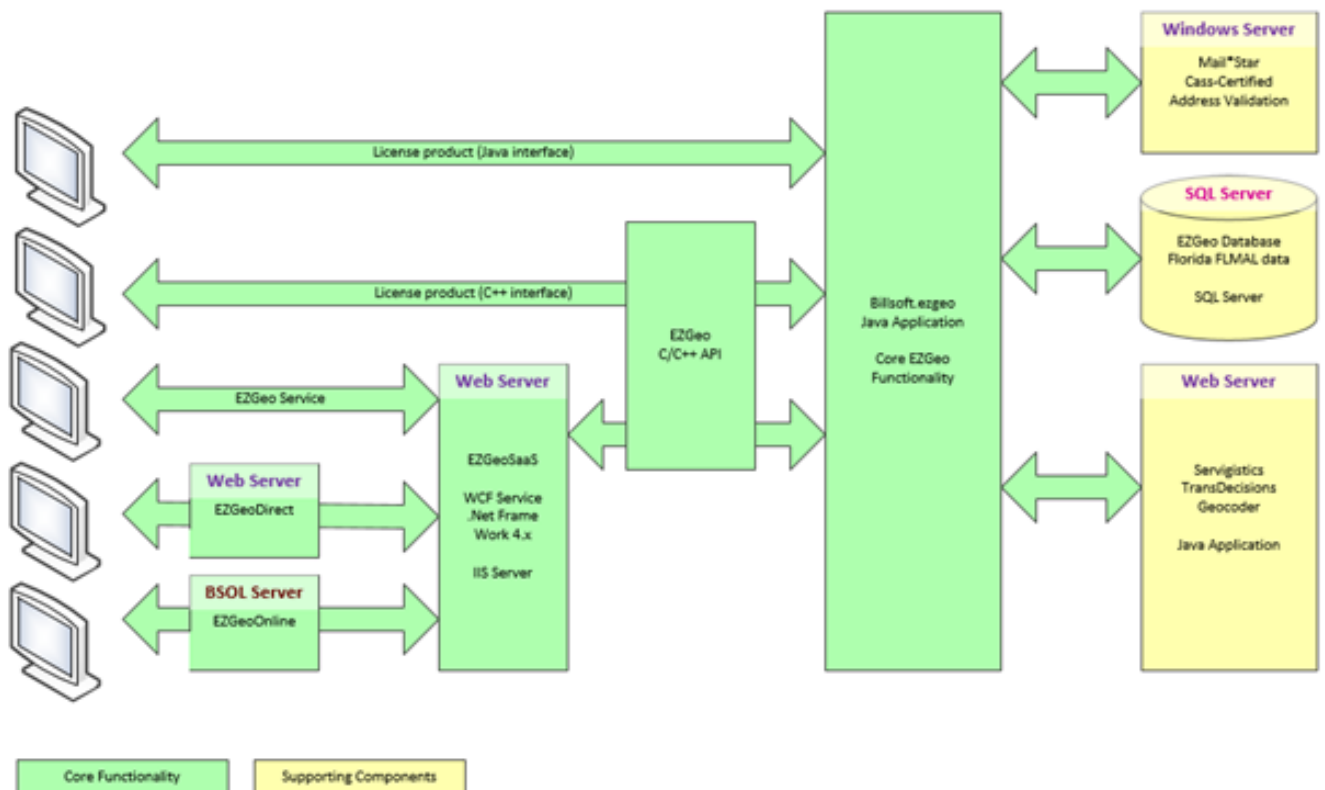 Windows Server
Mail*Star
Cass-Certified
Address Validation
License product (Java interface)
SQL Server
EZGeo Database
Florida FLMAL data
SQL Server
License product (C++ interface)
EZGeo
C/C++ API
Billsoft.ezgeo
Java Application
Core EZGeo
Functionality
EZGeo Service
Web Server
EZGeoSaaS
WCF Service
.Net Frame
Work 4.x
IIS Server
Web Server
EZGeoDirect
BSOL Server
EZGeoOnline
Web Server
Servigistics
TransDecisions
Geocoder
Java Application
Core Functionality
Supporting Components